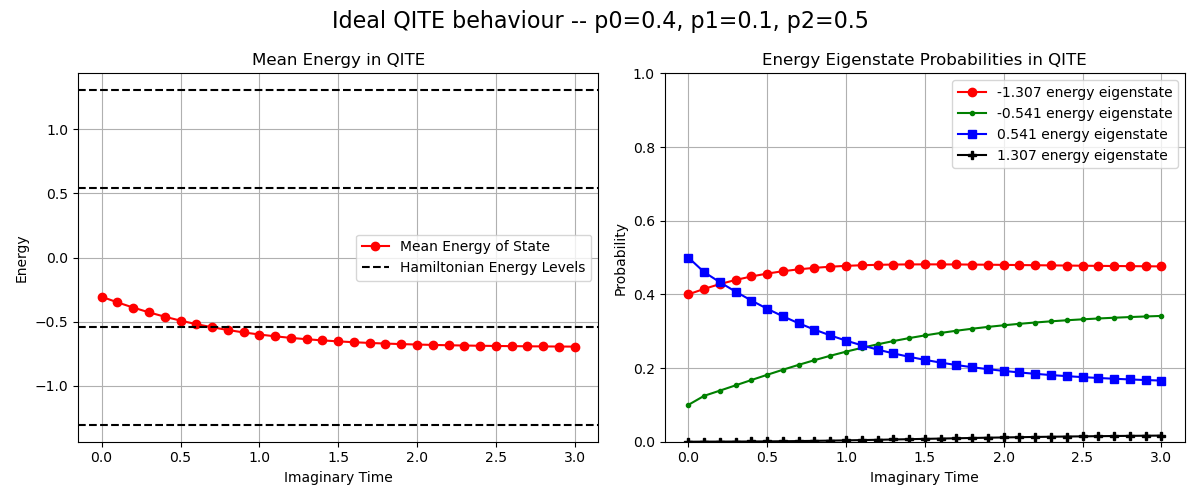 Ideal QITE behaviour -- p0=0.4, p1=0.1, p2=0.5
Mean Energy in QITE
Energy
1.0
0.5
0.0
−0.5
−1.0
Mean Energy of State
Hamiltonian Energy Levels
0.0 0.5 1.0 1.5 2.0 2.5 3.0
Imaginary Time
Energy Eigenstate Probabilities in QITE
Probability
1.0
0.8
0.6
0.4
0.2
0.0
-1.307 energy eigenstate
-0.541 energy eigenstate
0.541 energy eigenstate
1.307 energy eigenstate
0.0 0.5 1.0 1.5 2.0 2.5 3.0
Imaginary Time